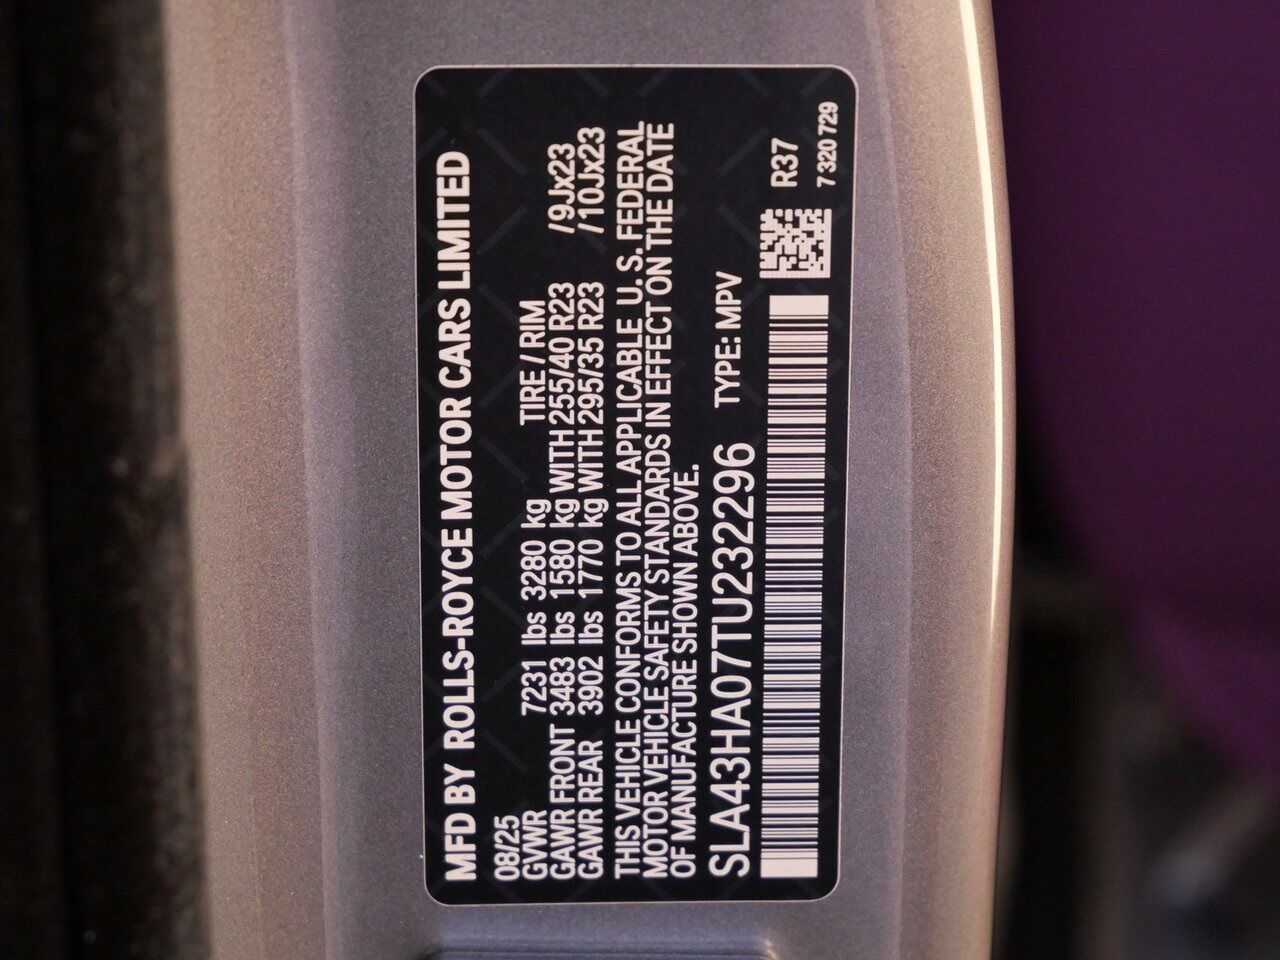 MFD BY ROLLS-ROYCE MOTOR CARS LIMITED
08/25
GVWR 7231 lbs 3280 kg TIRE / RIM
GAWR FRONT 3483 lbs 1580 kg WITH 255/40 R23 /9Jx23
GAWR REAR 3902 lbs 1770 kg WITH 295/35 R23 /10Jx23
THIS VEHICLE CONFORMS TO ALL APPLICABLE U. S. FEDERAL
MOTOR VEHICLE SAFETY STANDARDS IN EFFECT ON THE DATE
OF MANUFACTURE SHOWN ABOVE.
SLA43HA07TU232296 TYPE: MPV
R37
7 320 729